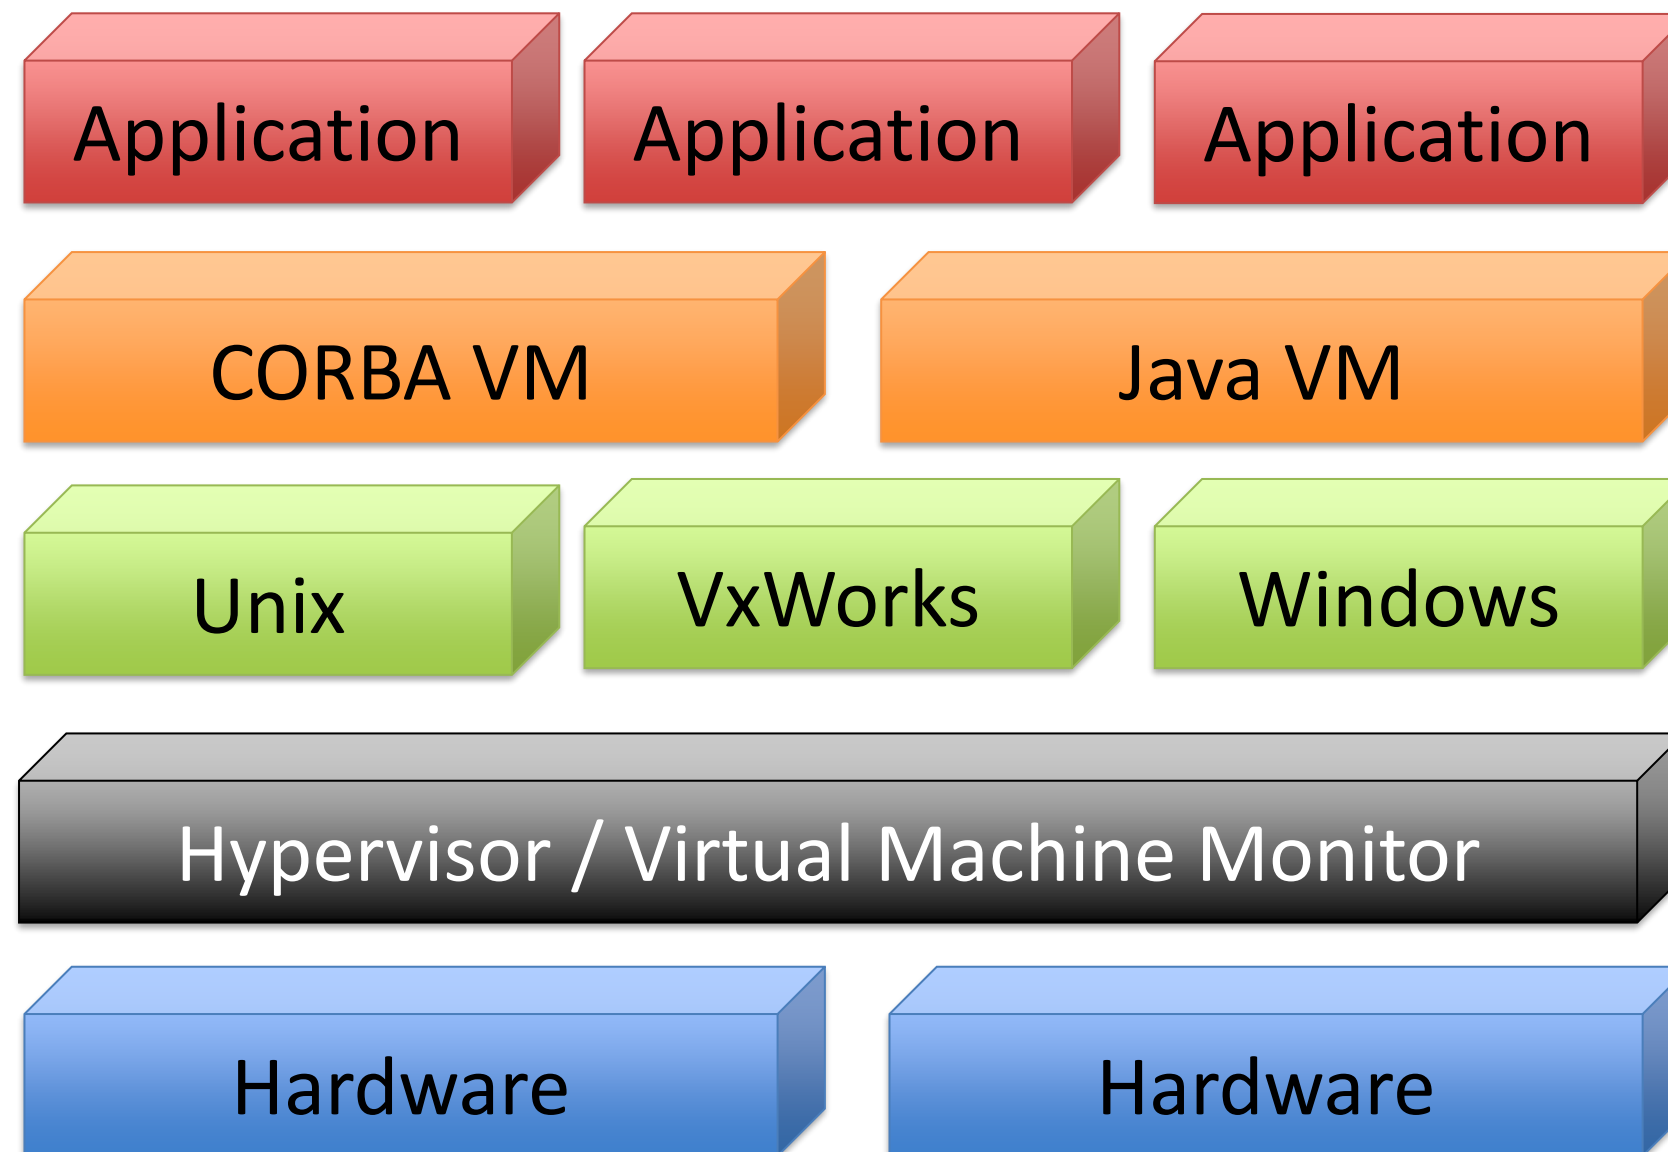 Application
Application
Application
CORBA VM
Java VM
Unix
VxWorks
Windows
Hypervisor / Virtual Machine Monitor
Hardware
Hardware